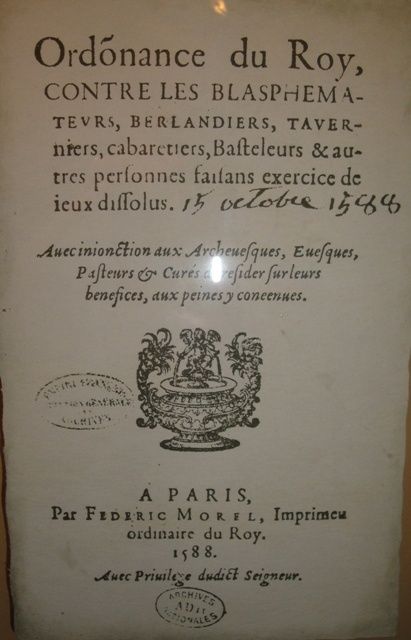 Ordõnance du Roy,
CONTRE LES BLASPHEMA-
TEVRS, BERLANDIERS, TAVER-
niers, cabaretiers, Basteleurs & au-
tres personnes faisans exercice de
ieux dissolus. 15 octobre 1588
Auec inionction aux Archeuesques, Euesques,
Pasteurs & Curés de resider sur leurs
benefices, aux peines y contenues.
A PARIS,
Par FEDERIC MOREL, Imprimeu
ordinaire du Roy.
1588.
Auec Priuilege dudict Seigneur.
ARCHIVES
NATIONALES